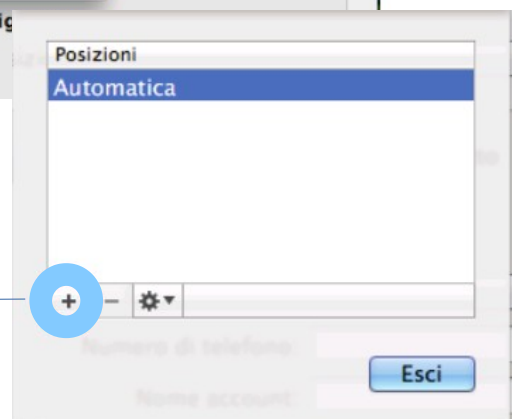 Posizioni
Automatica
+ −
Numero di telefono:
Esci
Nome account: